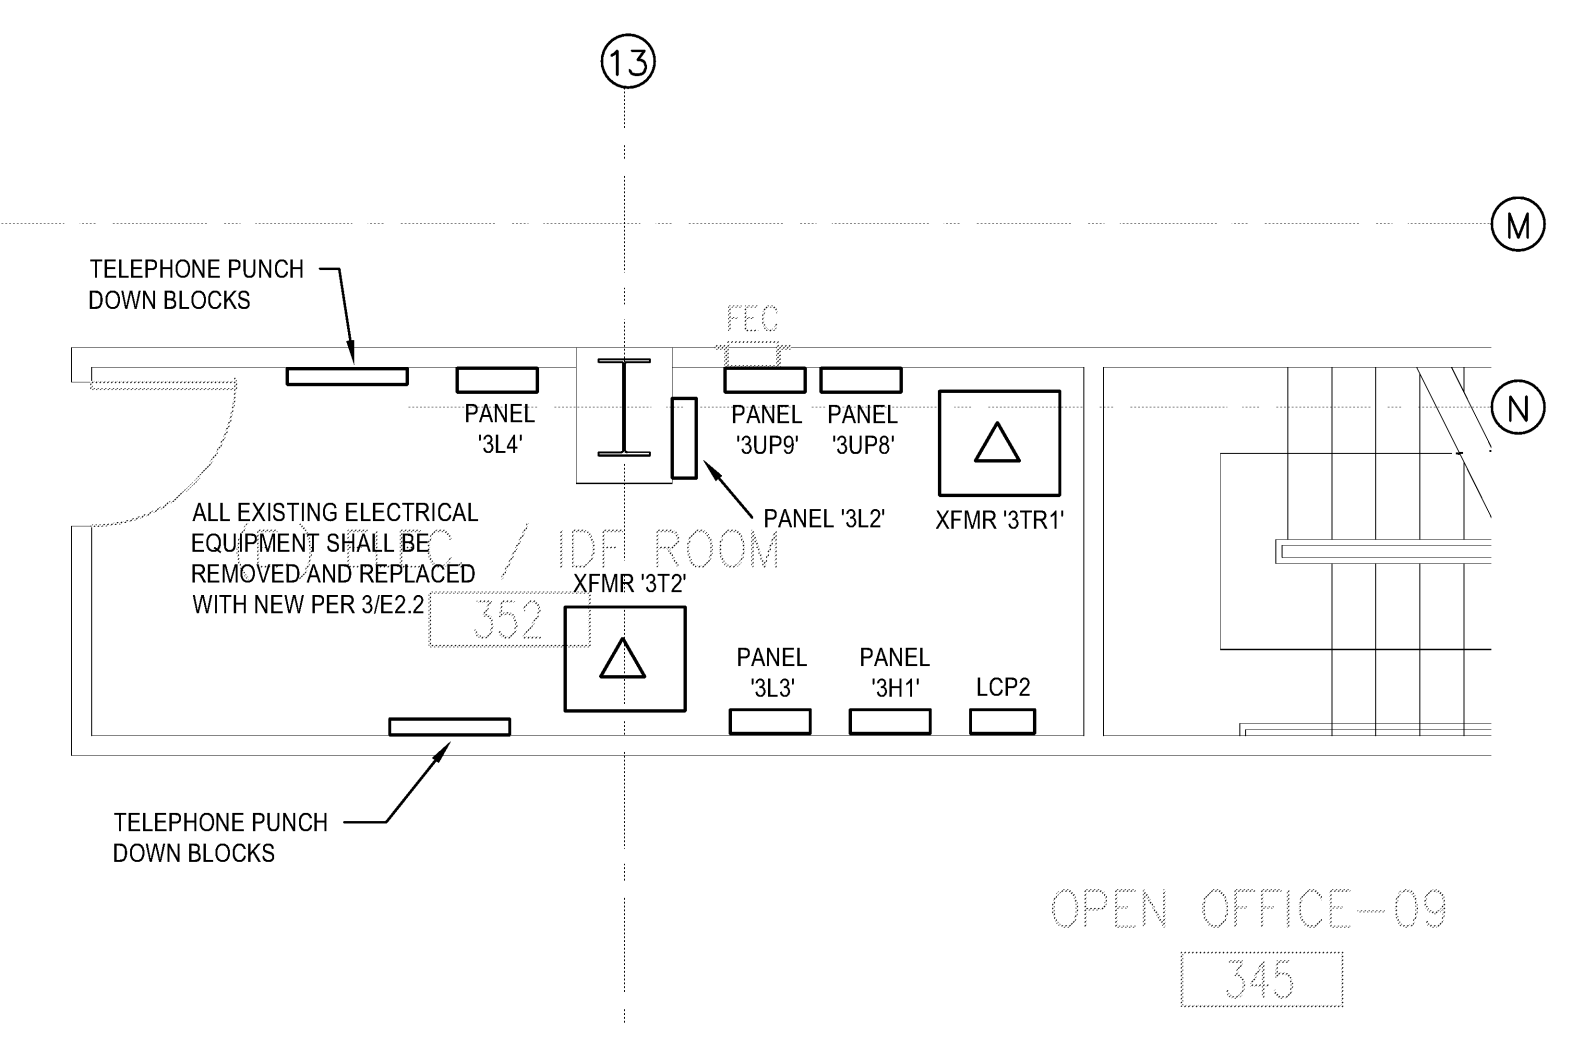 13
M
TELEPHONE PUNCH
DOWN BLOCKS
FEC
N
PANEL
'3L4'
PANEL
'3UP9'
PANEL
'3UP8'
PANEL '3L2'
XFMR '3TR1'
ALL EXISTING ELECTRICAL
EQUIPMENT SHALL BE
REMOVED AND REPLACED
WITH NEW PER 3/E2.2
(E) ELEC. / IDF ROOM
352
XFMR '3T2'
PANEL
'3L3'
PANEL
'3H1'
LCP2
TELEPHONE PUNCH
DOWN BLOCKS
OPEN OFFICE-09
345